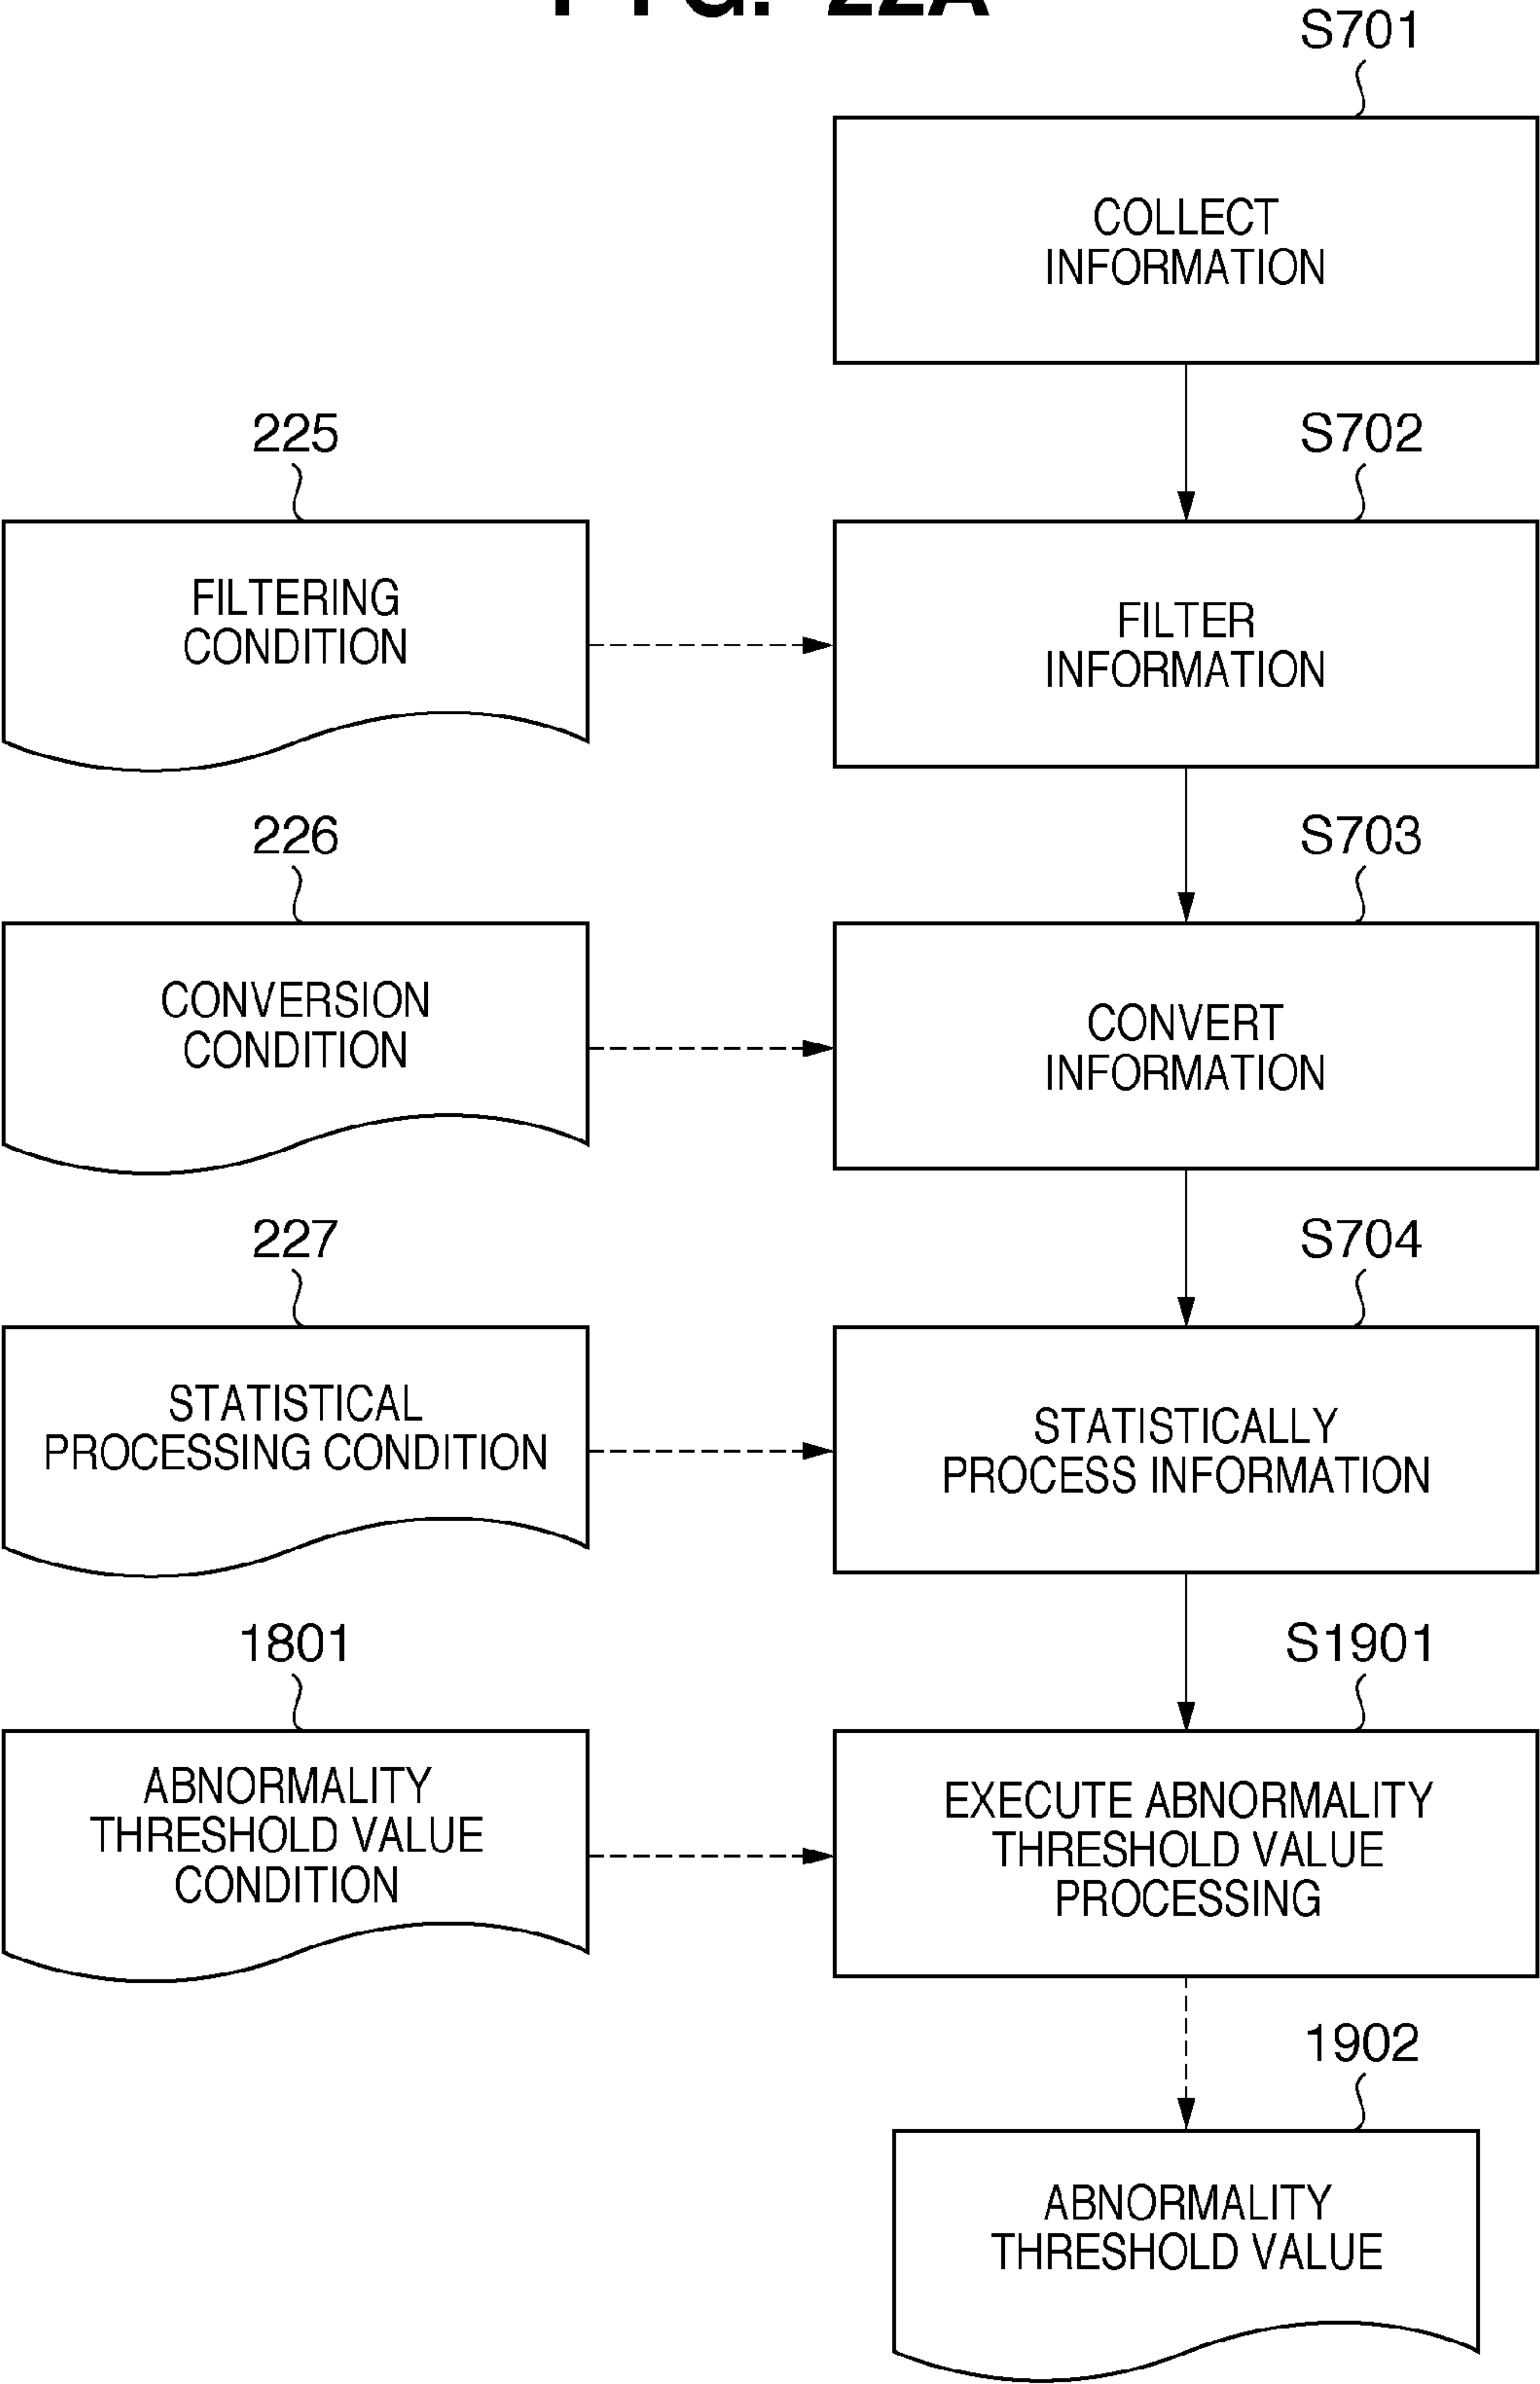 FIG. 22A
S701
COLLECT
INFORMATION
225
S702
FILTERING
CONDITION
FILTER
INFORMATION
226
S703
CONVERSION
CONDITION
CONVERT
INFORMATION
227
S704
STATISTICAL
PROCESSING CONDITION
STATISTICALLY
PROCESS INFORMATION
1801
S1901
ABNORMALITY
THRESHOLD VALUE
CONDITION
EXECUTE ABNORMALITY
THRESHOLD VALUE
PROCESSING
1902
ABNORMALITY
THRESHOLD VALUE